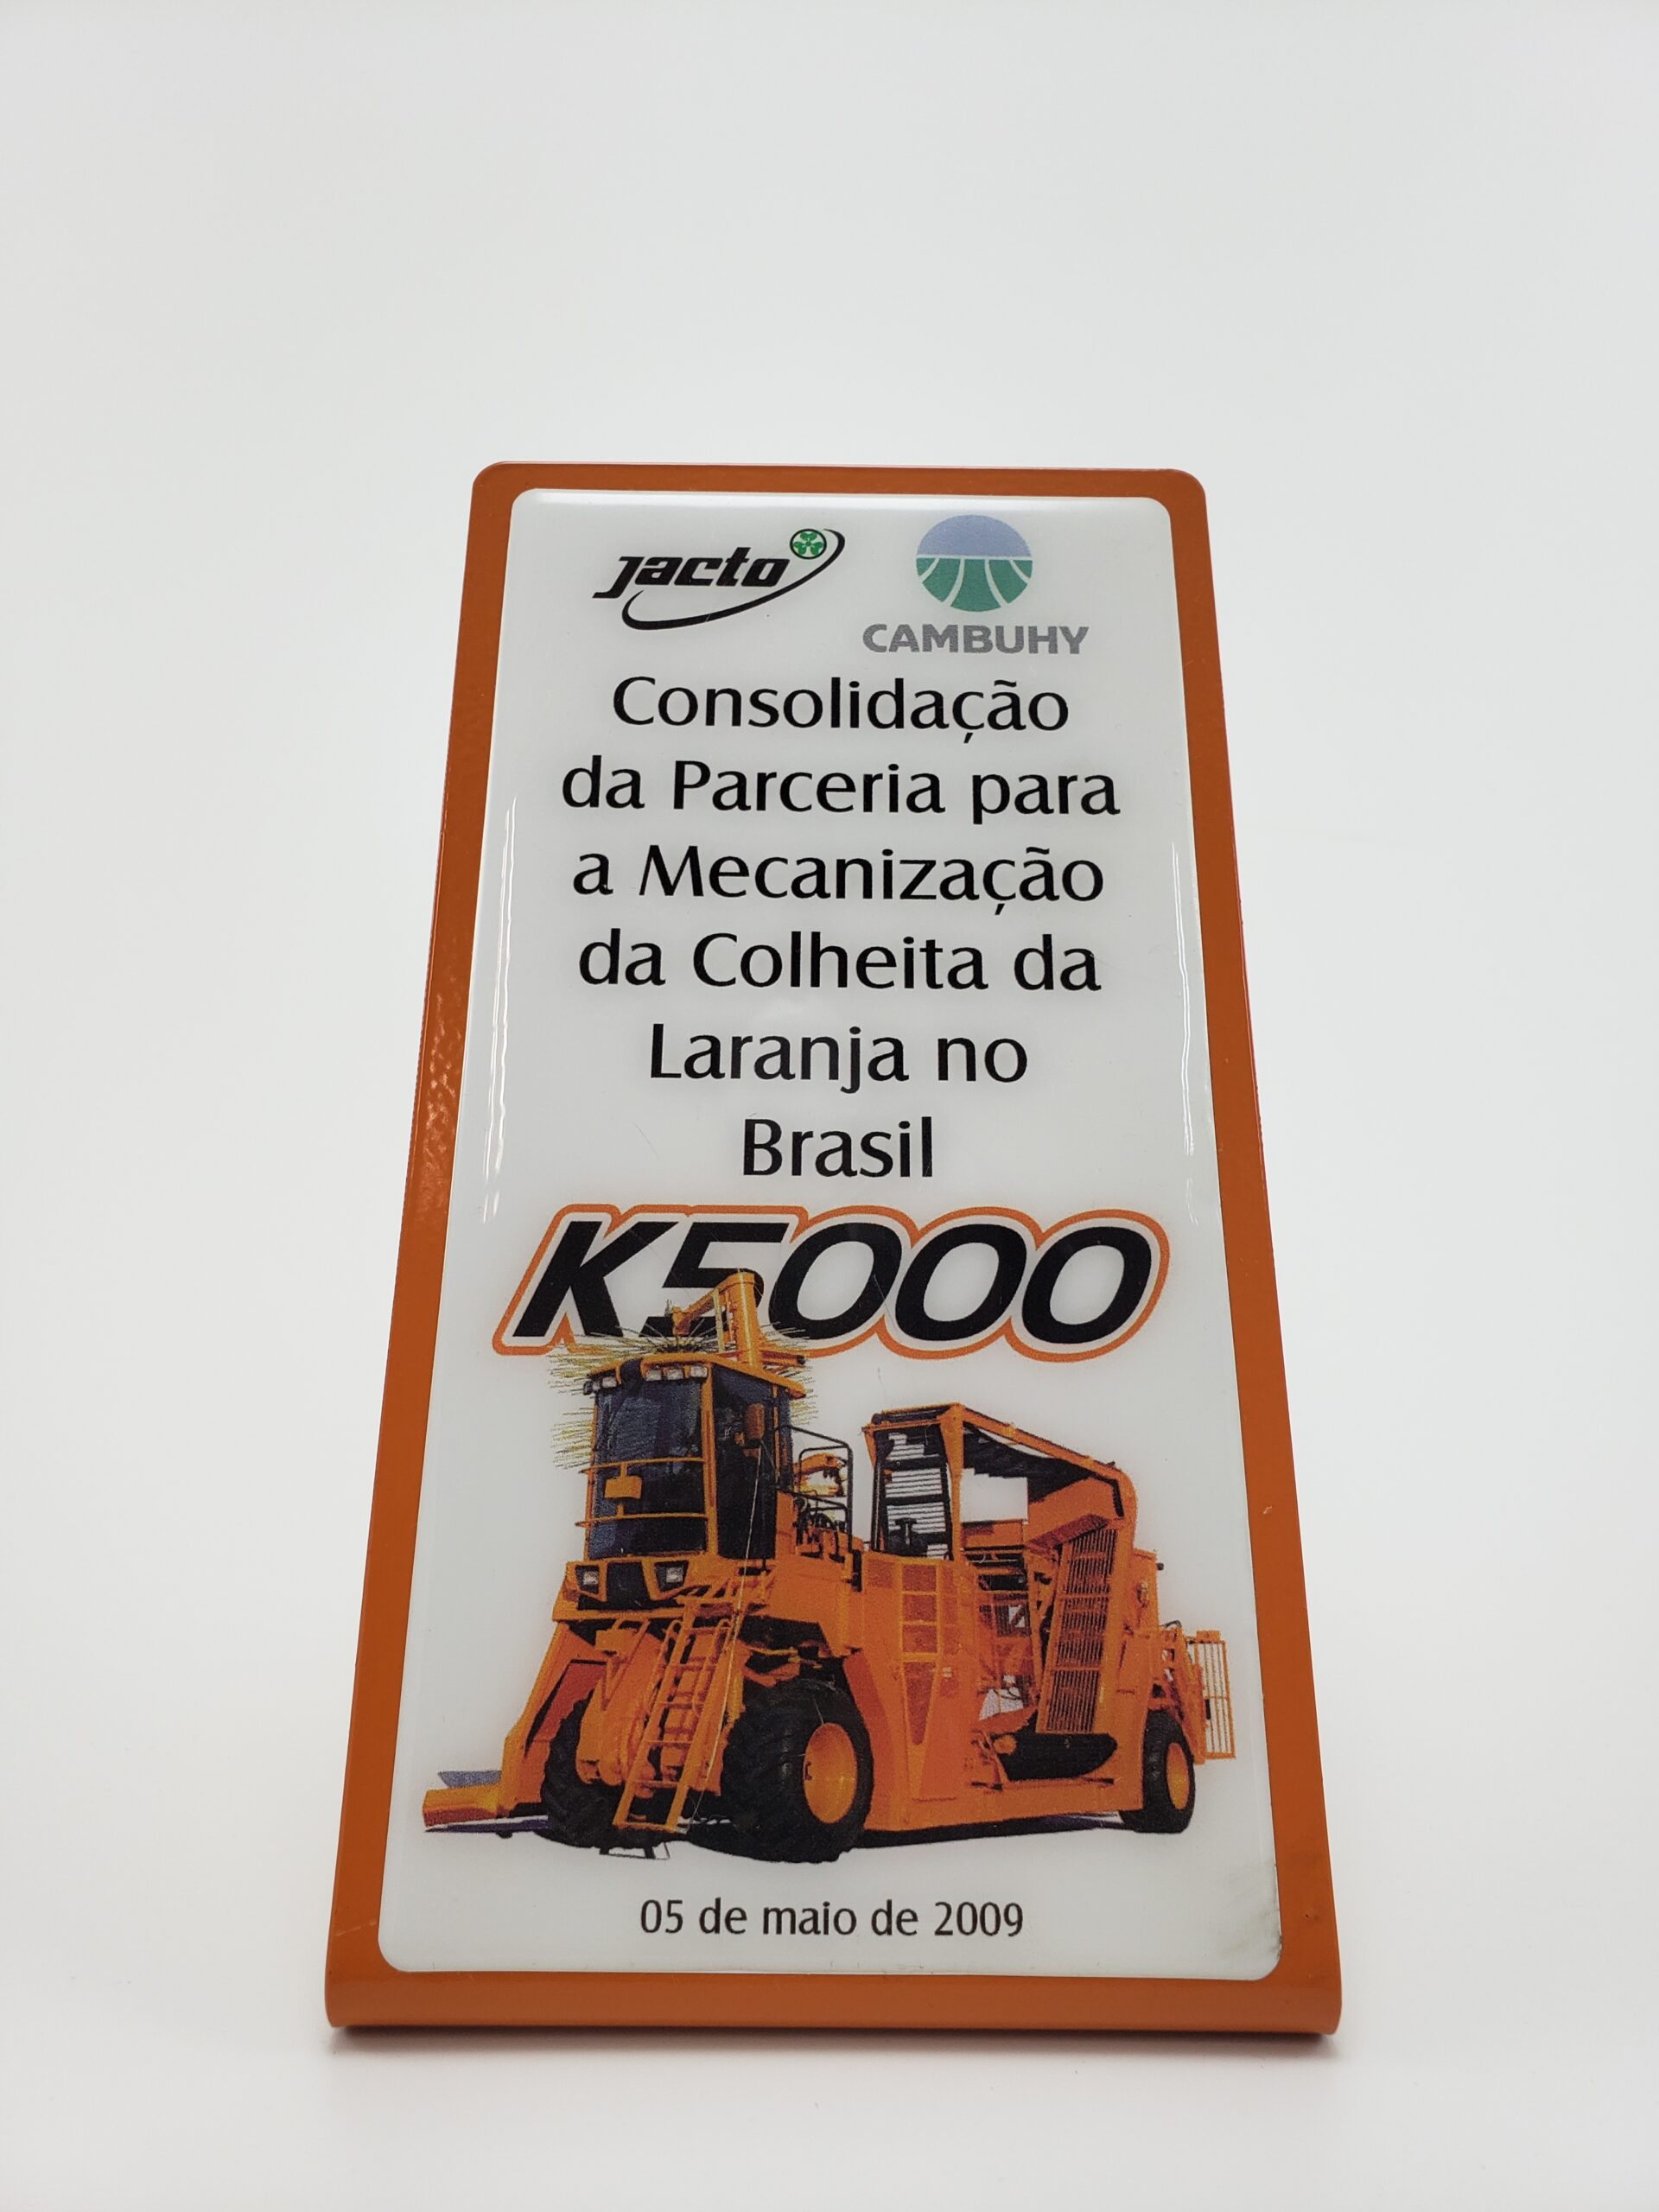 Jacto
CAMBUHY
Consolidação
da Parceria para
a Mecanização
da Colheita da
Laranja no
Brasil
K5000
05 de maio de 2009